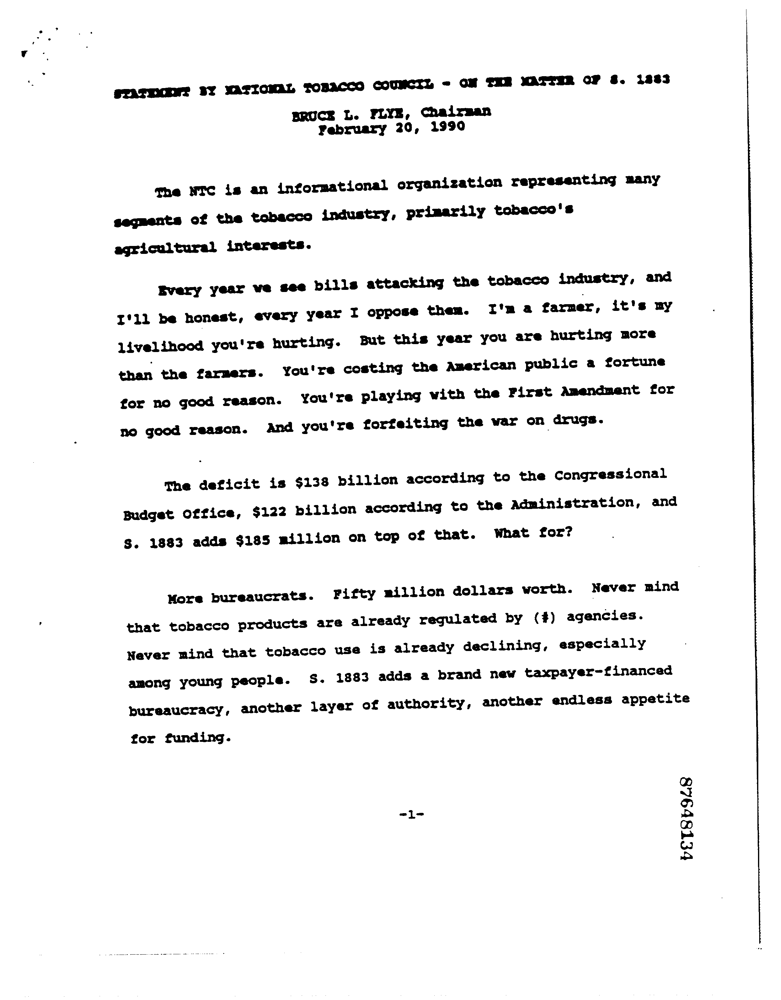 STATEMENT BY NATIONAL TOBACCO COUNCIL - ON THE MATTER OF S. 1883
BRUCE L. FLYE, Chairman
February 20, 1990
The NTC is an informational organization representing many
segments of the tobacco industry, primarily tobacco's
agricultural interests.
Every year we see bills attacking the tobacco industry, and
I'll be honest, every year I oppose them. I'm a farmer, it's my
livelihood you're hurting. But this year you are hurting more
than the farmers. You're costing the American public a fortune
for no good reason. You're playing with the First Amendment for
no good reason. And you're forfeiting the war on drugs.
The deficit is $138 billion according to the Congressional
Budget Office, $122 billion according to the Administration, and
S. 1883 adds $185 million on top of that. What for?
More bureaucrats. Fifty million dollars worth. Never mind
that tobacco products are already regulated by (#) agencies.
Never mind that tobacco use is already declining, especially
among young people. S. 1883 adds a brand new taxpayer-financed
bureaucracy, another layer of authority, another endless appetite
for funding.
-1-
87648134